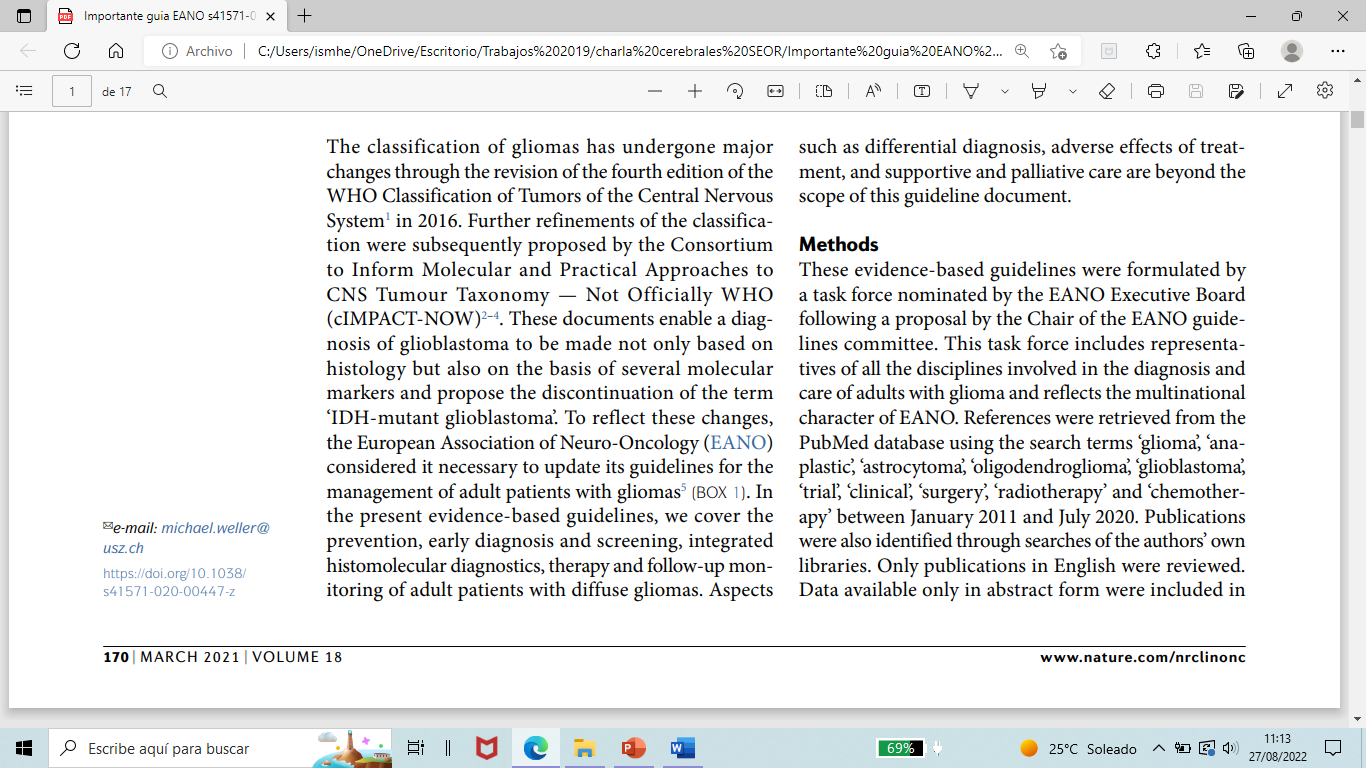 Importante guia EANO s41571-0
Archivo
C:/Users/ismhe/OneDrive/Escritorio/Trabajos%202019/charla%20cerebrales%20SEOR/Importante%20guia%20EANO%2...
1 de 17
The classification of gliomas has undergone major
changes through the revision of the fourth edition of the
WHO Classification of Tumors of the Central Nervous
System1 in 2016. Further refinements of the classifica-
tion were subsequently proposed by the Consortium
to Inform Molecular and Practical Approaches to
CNS Tumour Taxonomy — Not Officially WHO
(cIMPACT-NOW)2–4. These documents enable a diag-
nosis of glioblastoma to be made not only based on
histology but also on the basis of several molecular
markers and propose the discontinuation of the term
‘IDH-mutant glioblastoma’. To reflect these changes,
the European Association of Neuro-Oncology (EANO)
considered it necessary to update its guidelines for the
management of adult patients with gliomas5 (BOX 1). In
the present evidence-based guidelines, we cover the
prevention, early diagnosis and screening, integrated
histomolecular diagnostics, therapy and follow-up mon-
itoring of adult patients with diffuse gliomas. Aspects
such as differential diagnosis, adverse effects of treat-
ment, and supportive and palliative care are beyond the
scope of this guideline document.
Methods
These evidence-based guidelines were formulated by
a task force nominated by the EANO Executive Board
following a proposal by the Chair of the EANO guide-
lines committee. This task force includes representa-
tives of all the disciplines involved in the diagnosis and
care of adults with glioma and reflects the multinational
character of EANO. References were retrieved from the
PubMed database using the search terms ‘glioma’, ‘ana-
plastic’, ‘astrocytoma’, ‘oligodendroglioma’, ‘glioblastoma’,
‘trial’, ‘clinical’, ‘surgery’, ‘radiotherapy’ and ‘chemother-
apy’ between January 2011 and July 2020. Publications
were also identified through searches of the authors’ own
libraries. Only publications in English were reviewed.
Data available only in abstract form were included in
e-mail: michael.weller@
usz.ch
https://doi.org/10.1038/
s41571-020-00447-z
170 | MARCH 2021 | VOLUME 18
www.nature.com/nrclinonc
Escribe aquí para buscar
69%
25°C Soleado
11:13
27/08/2022